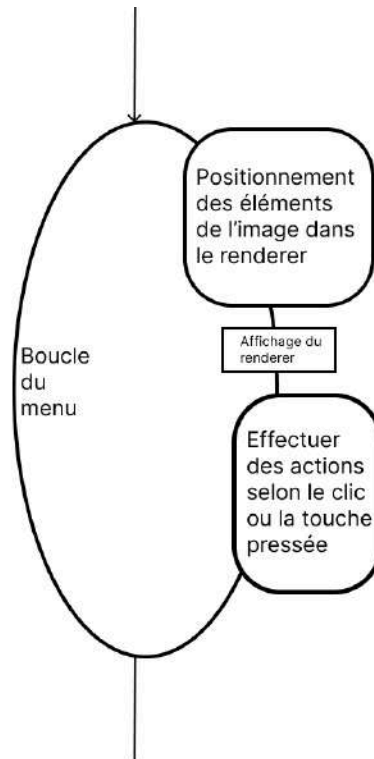 Positionnement
des éléments
de l'image dans
le renderer
Affichage du
renderer
Boucle
du
menu
Effectuer
des actions
selon le clic
ou la touche
pressée